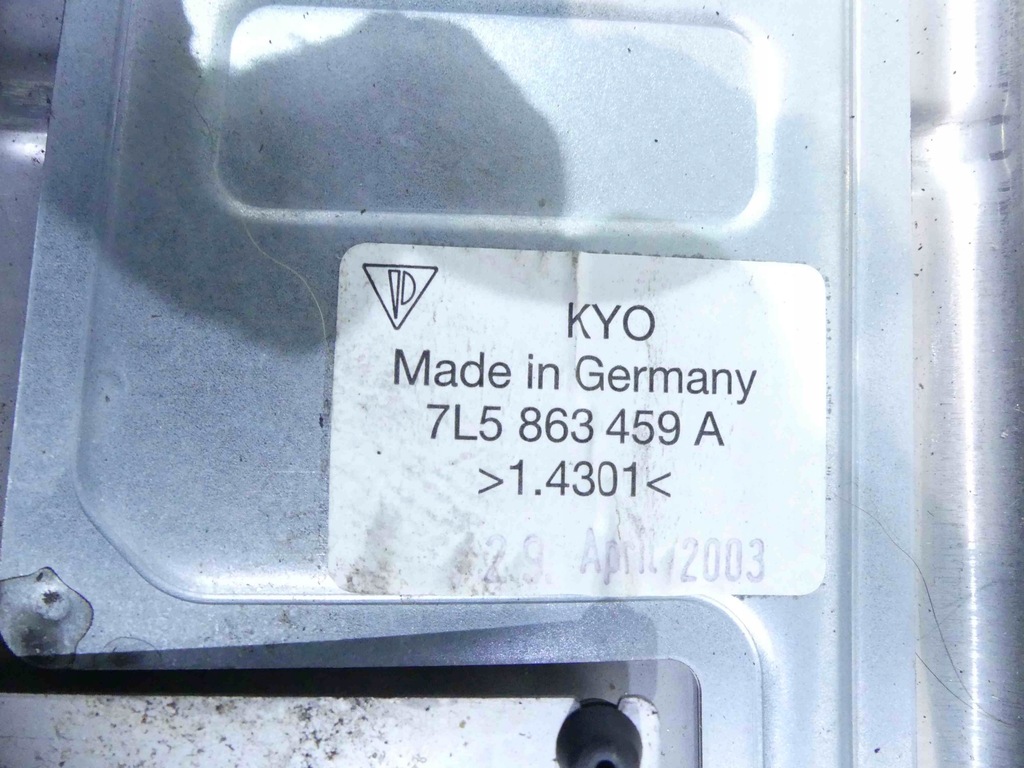 KYO
Made in Germany
7L5 863 459 A
>1.4301<
29. April 2003